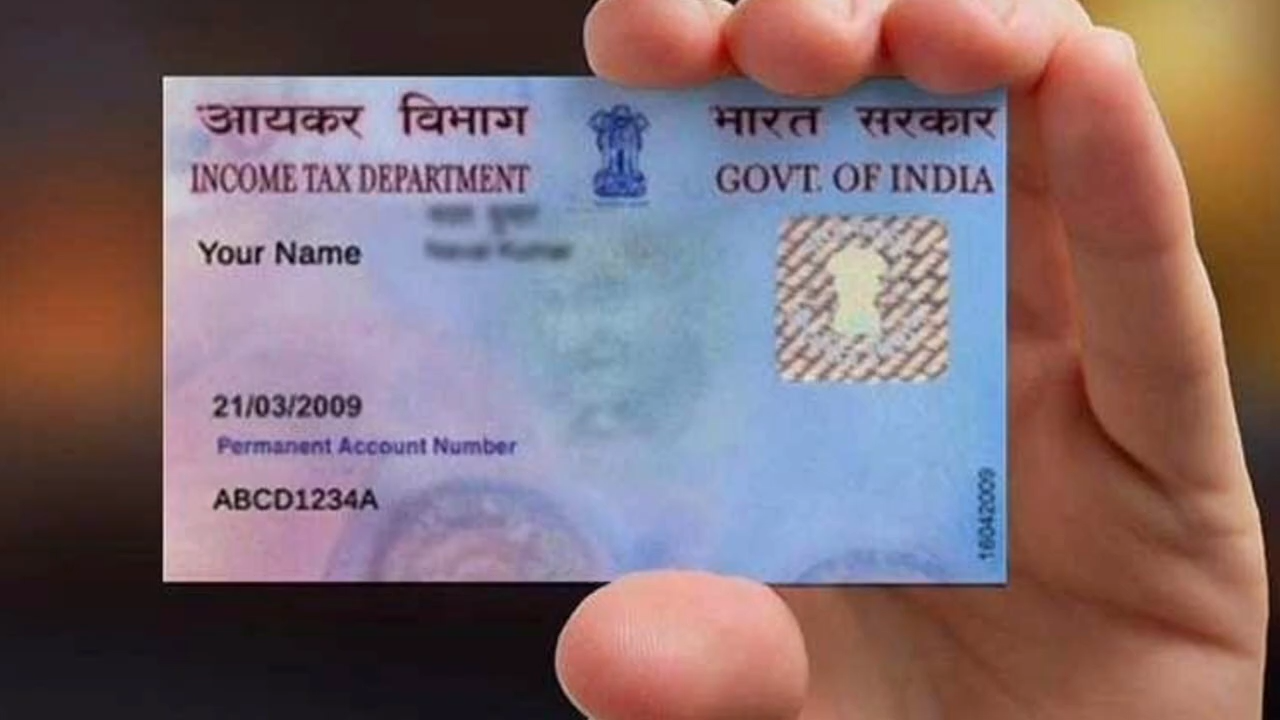 आयकर विभाग
INCOME TAX DEPARTMENT
भारत सरकार
GOVT. OF INDIA
Your Name
21/03/2009
Permanent Account Number
ABCD1234A
16042009